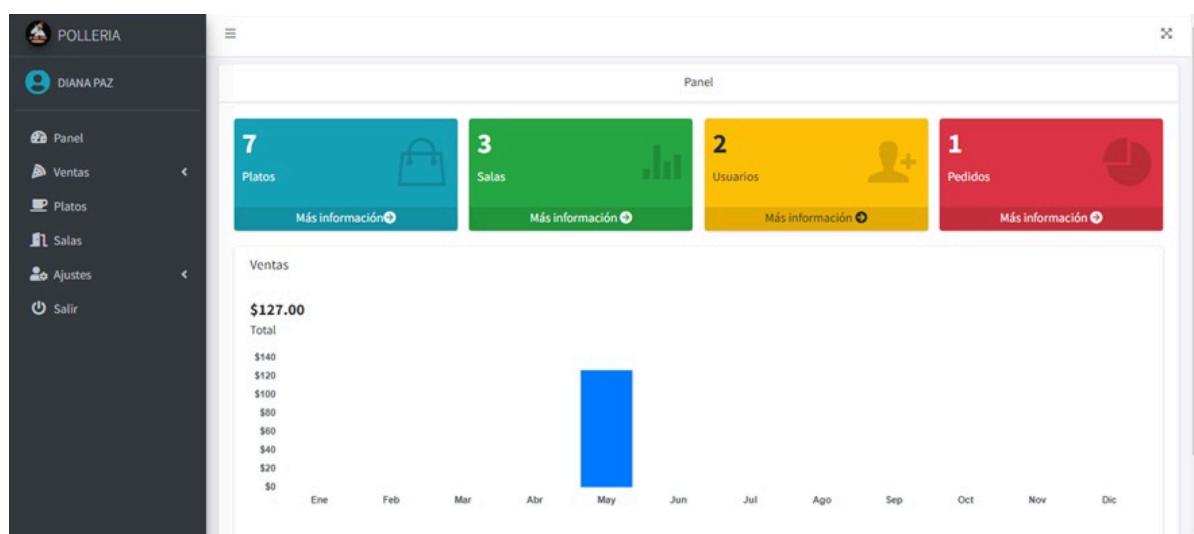 POLLERIA
DIANA PAZ
Panel
Ventas
Platos
Salas
Ajustes
Salir
Panel
7
Platos
Más información
3
Salas
Más información
2
Usuarios
Más información
1
Pedidos
Más información
Ventas
$127.00
Total
$140
$120
$100
$80
$60
$40
$20
$0
Ene Feb Mar Abr May Jun Jul Ago Sep Oct Nov Dic